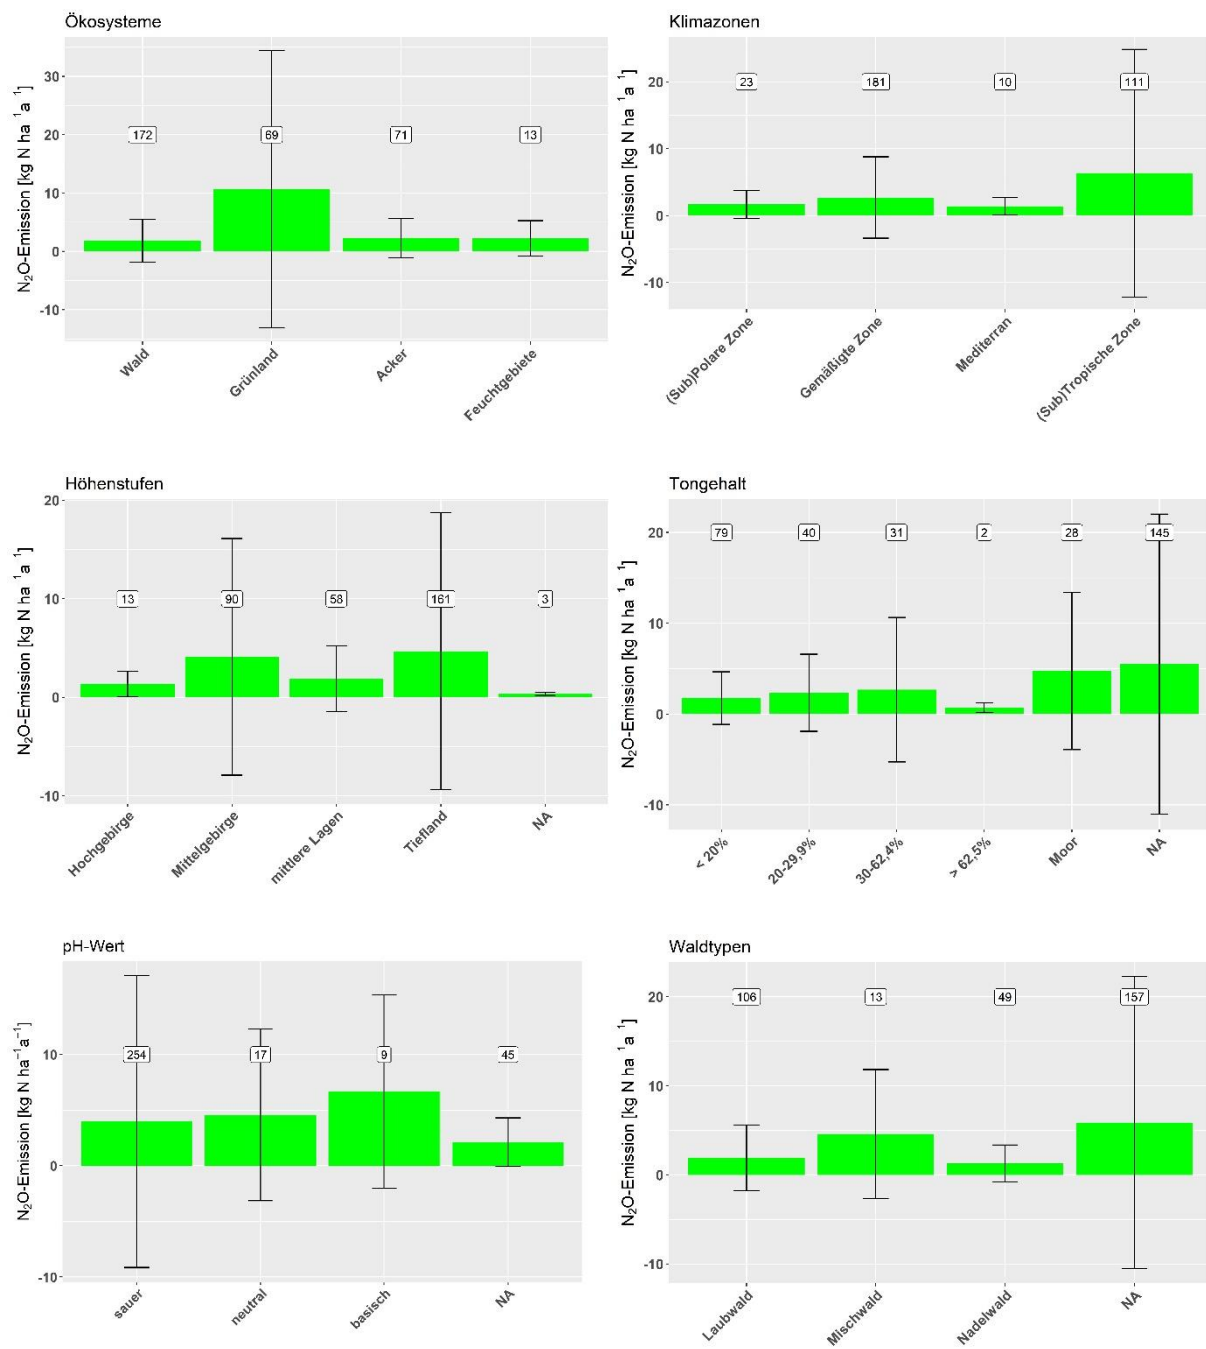 Ökosysteme
N₂O-Emission [kg N ha ¹a ¹]
30
20
10
0
-10
172
69
71
13
Wald
Grünland
Acker
Feuchtgebiete
Klimazonen
N₂O-Emission [kg N ha ¹a ¹]
20
10
0
-10
23
181
10
111
(Sub)Polare Zone
Gemäßigte Zone
Mediterran
(Sub)Tropische Zone
Höhenstufen
N₂O-Emission [kg N ha ¹a ¹]
20
10
0
-10
13
90
58
161
3
Hochgebirge
Mittelgebirge
mittlere Lagen
Tiefland
NA
Tongehalt
N₂O-Emission [kg N ha ¹a ¹]
20
10
0
-10
79
40
31
2
28
145
< 20%
20-29,9%
30-62,4%
> 62,5%
Moor
NA
pH-Wert
N₂O-Emission [kg N ha⁻¹a⁻¹]
10
0
-10
254
17
9
45
sauer
neutral
basisch
NA
Waldtypen
N₂O-Emission [kg N ha ¹a ¹]
20
10
0
-10
106
13
49
157
Laubwald
Mischwald
Nadelwald
NA